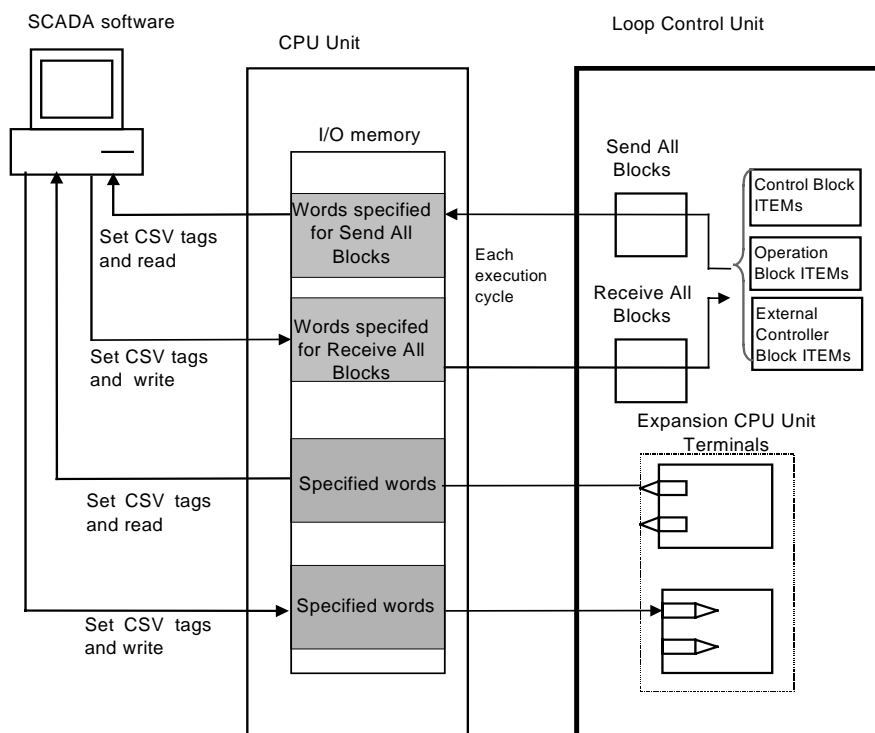 SCADA software
CPU Unit
Loop Control Unit
I/O memory
Send All
Blocks
Control Block
ITEMs
Words specified
for Send All
Blocks
Set CSV tags
and read
Each
execution
cycle
Operation
Block ITEMs
Receive All
Blocks
External
Controller
Block ITEMs
Words specifed
for Receive All
Blocks
Set CSV tags
and write
Expansion CPU Unit
Terminals
Specified words
Set CSV tags
and read
Specified words
Set CSV tags
and write